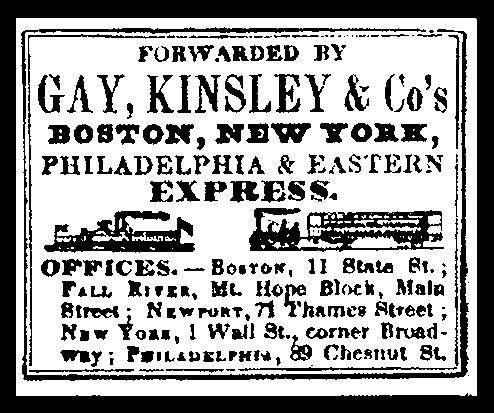 FORWARDED BY
GAY, KINSLEY & Co's
BOSTON, NEW YORK,
PHILADELPHIA & EASTERN
EXPRESS.
OFFICES.—BOSTON, 11 State St.;
FALL RIVER, Mt. Hope Block, Main
Street; NEWPORT, 71 Thames Street;
NEW YORK, 1 Wall St., corner Broad-
way; PHILADELPHIA, 89 Chesnut St.